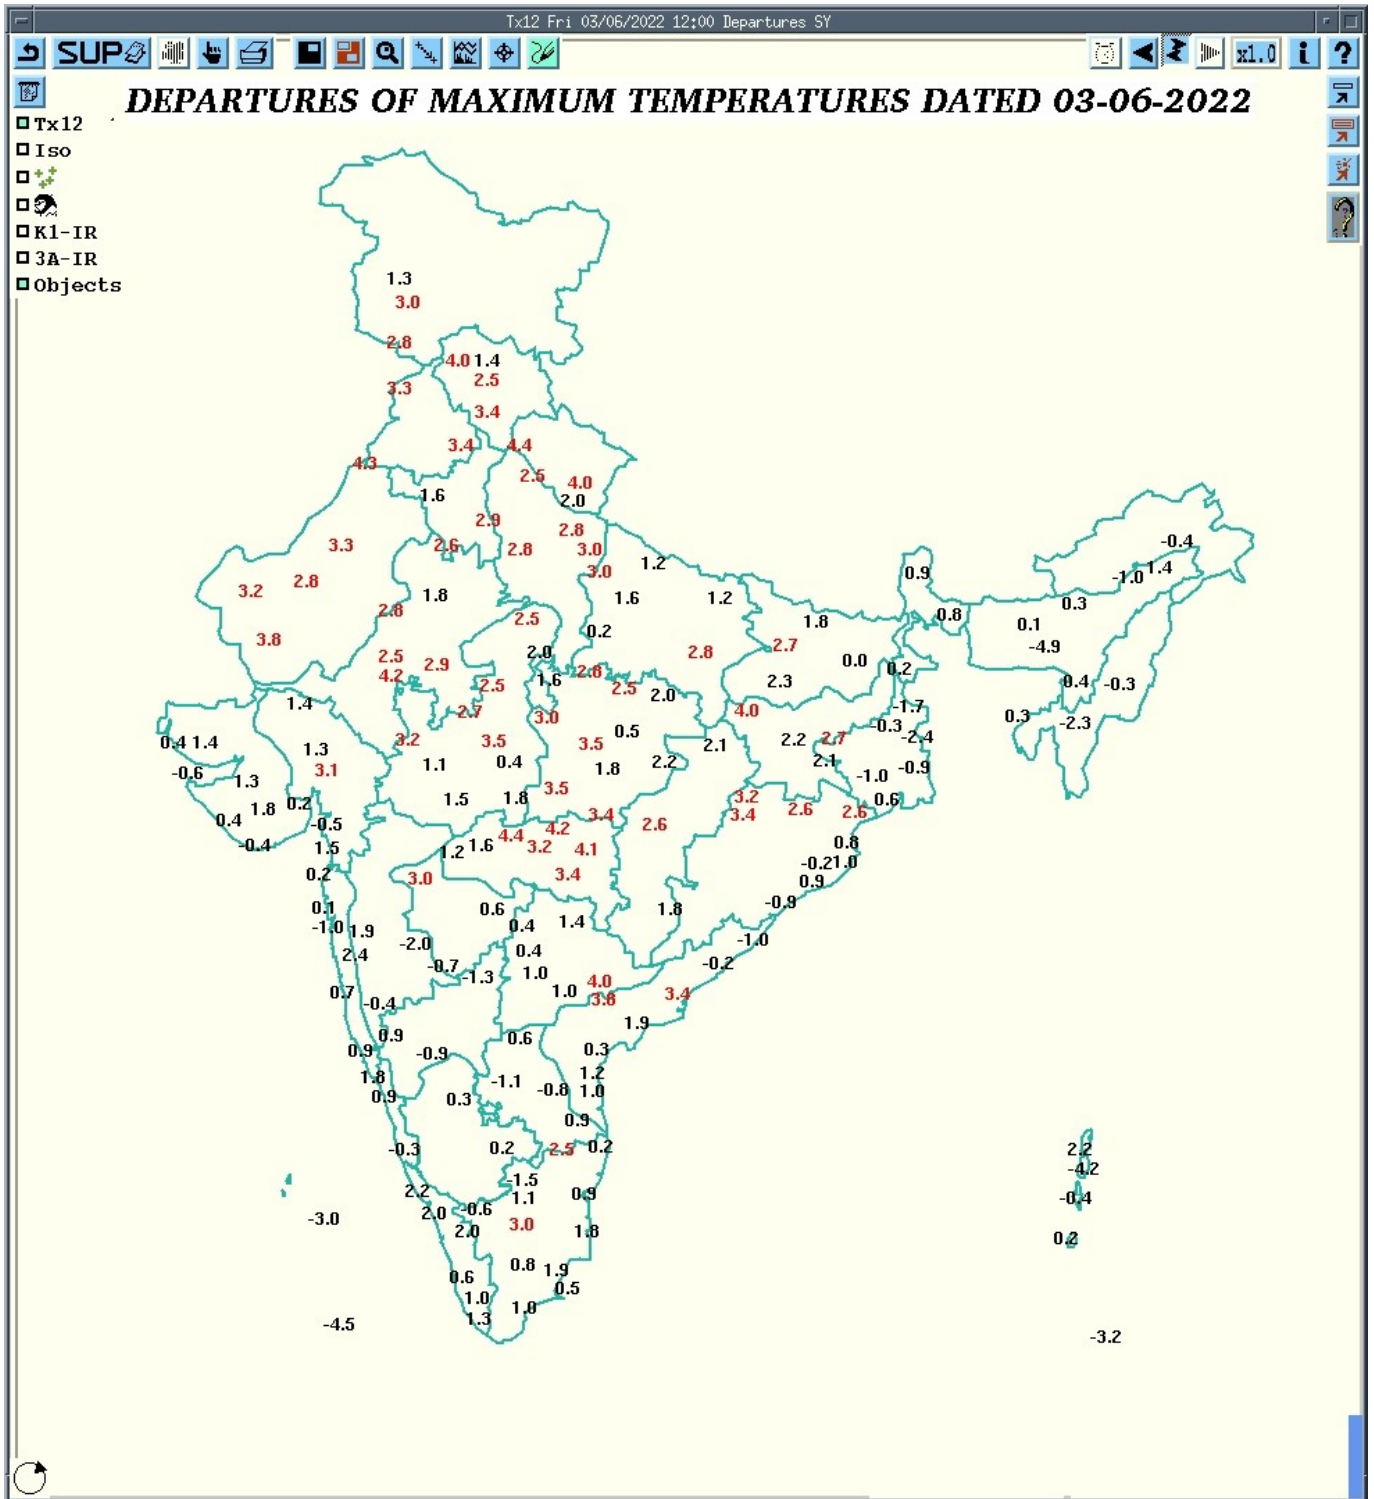 Tx12 Fri 03/06/2022 12:00 Departures SY
SUP x1.0 i ?
DEPARTURES OF MAXIMUM TEMPERATURES DATED 03-06-2022
Tx12
Iso
K1-IR
3A-IR
Objects
1.3
3.0
2.8
4.0 1.4
2.5
3.3
3.4
3.4 4.4
4.3
2.5 4.0
1.6 2.0
2.9
2.8
3.3 2.6 2.8 3.0
-0.4
1.2
3.0 0.9 -1.0 1.4
3.2 2.8
1.8 1.6 1.2 0.3
2.8
2.5 1.8 0.8 0.1
3.8 0.2
2.7 -4.9
2.5 2.9 2.0 2.8 0.0 0.2
4.2 2.5 1.6 2.8 2.5 2.3 0.4 -0.3
2.0
1.4 2.7 3.0 4.0 -1.7 0.3 -2.3
0.5 -0.3
0.4 1.4 1.3 3.2 3.5 3.5 2.1 2.2 2.7 -2.4
-0.6 3.1 1.1 0.4 1.8 2.2 2.1 -0.9
1.3 -1.0
1.8 0.2 1.5 1.8 3.5 3.2 0.6
0.4 -0.5 3.4 2.6 3.4 2.6 2.6
-0.4 1.5 1.2 1.6 4.4 4.2 3.2 4.1 0.8
0.2 3.0 3.4 -0.2 1.0
0.9
0.1 0.6 1.8 -0.9
-1.0 1.9 0.4 1.4
-2.0 -1.0
2.4 0.4
-0.7 -1.3 1.0 -0.2
0.7 -0.4 1.0 4.0 3.8 3.4
0.9 0.6 1.9
0.9 -0.9 0.3
1.8 -1.1 1.2
0.9 0.3 -0.8 1.0
0.9
-0.3 0.2 2.5 0.2 2.2
-1.5 -4.2
2.2 1.1 0.9 -0.4
-3.0 2.0 -0.6 3.0
2.0 1.8 0.2
0.8 1.9
0.6 0.5
1.0 1.0
-4.5 1.3 -3.2